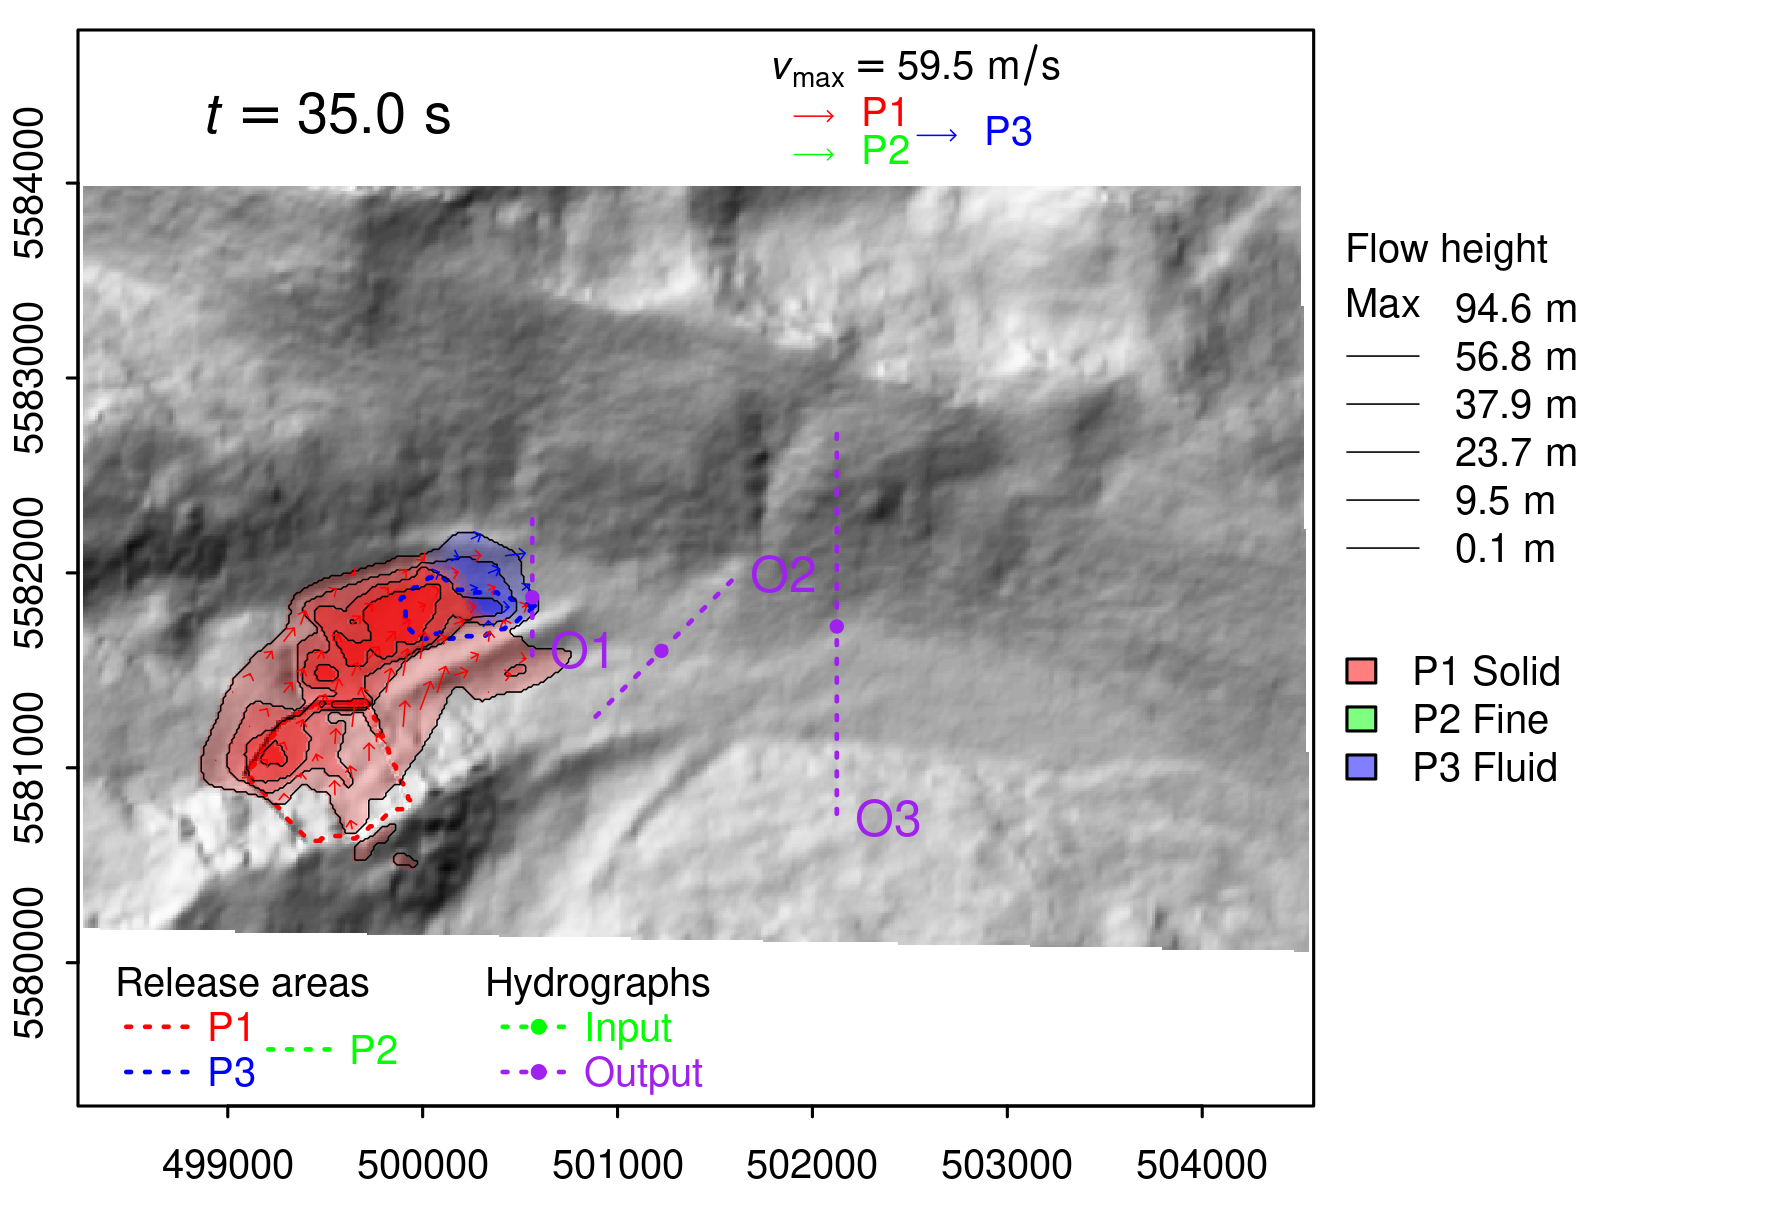 v max = 59.5 m/s
t = 35.0 s
P1
P2
P3
5584000
5583000
5582000
5581000
5580000
Flow height
Max 94.6 m
56.8 m
37.9 m
23.7 m
9.5 m
0.1 m
O2
O1
O3
P1 Solid
P2 Fine
P3 Fluid
Release areas
P1
P2
P3
Hydrographs
Input
Output
499000 500000 501000 502000 503000 504000